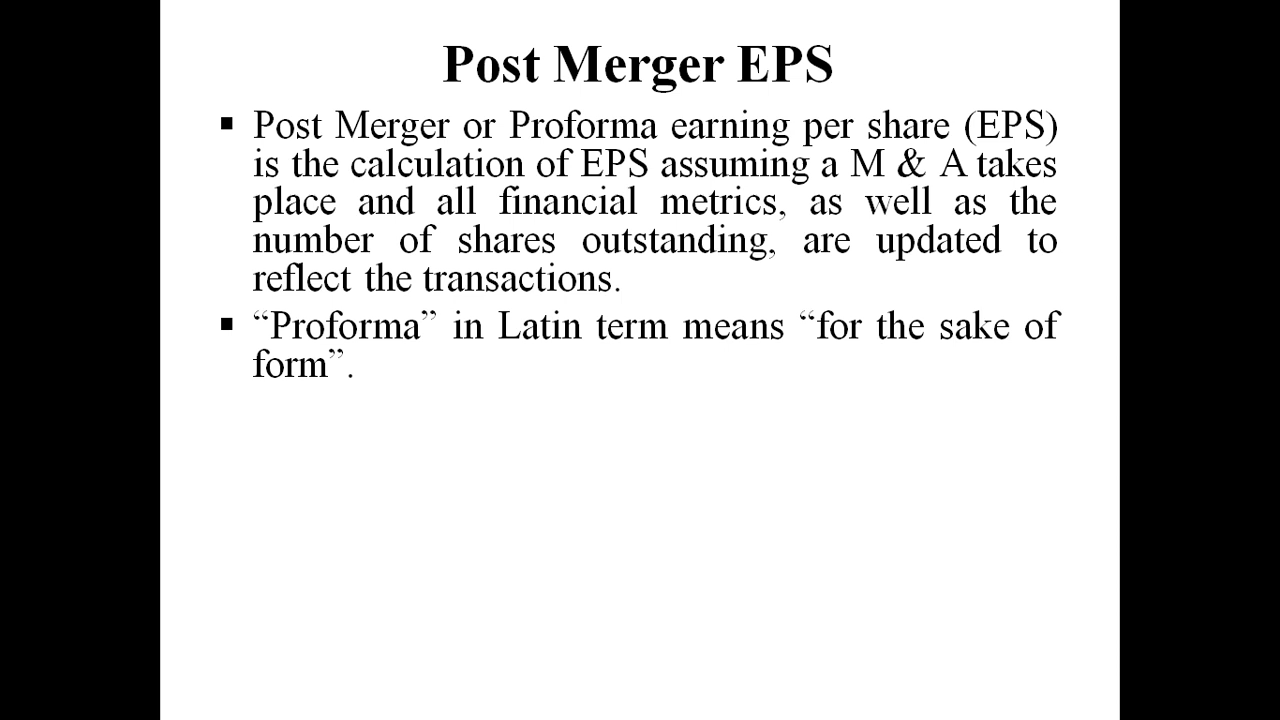 Post Merger EPS
▪ Post Merger or Proforma earning per share (EPS)
is the calculation of EPS assuming a M & A takes
place and all financial metrics, as well as the
number of shares outstanding, are updated to
reflect the transactions.
▪ “Proforma” in Latin term means “for the sake of
form”.